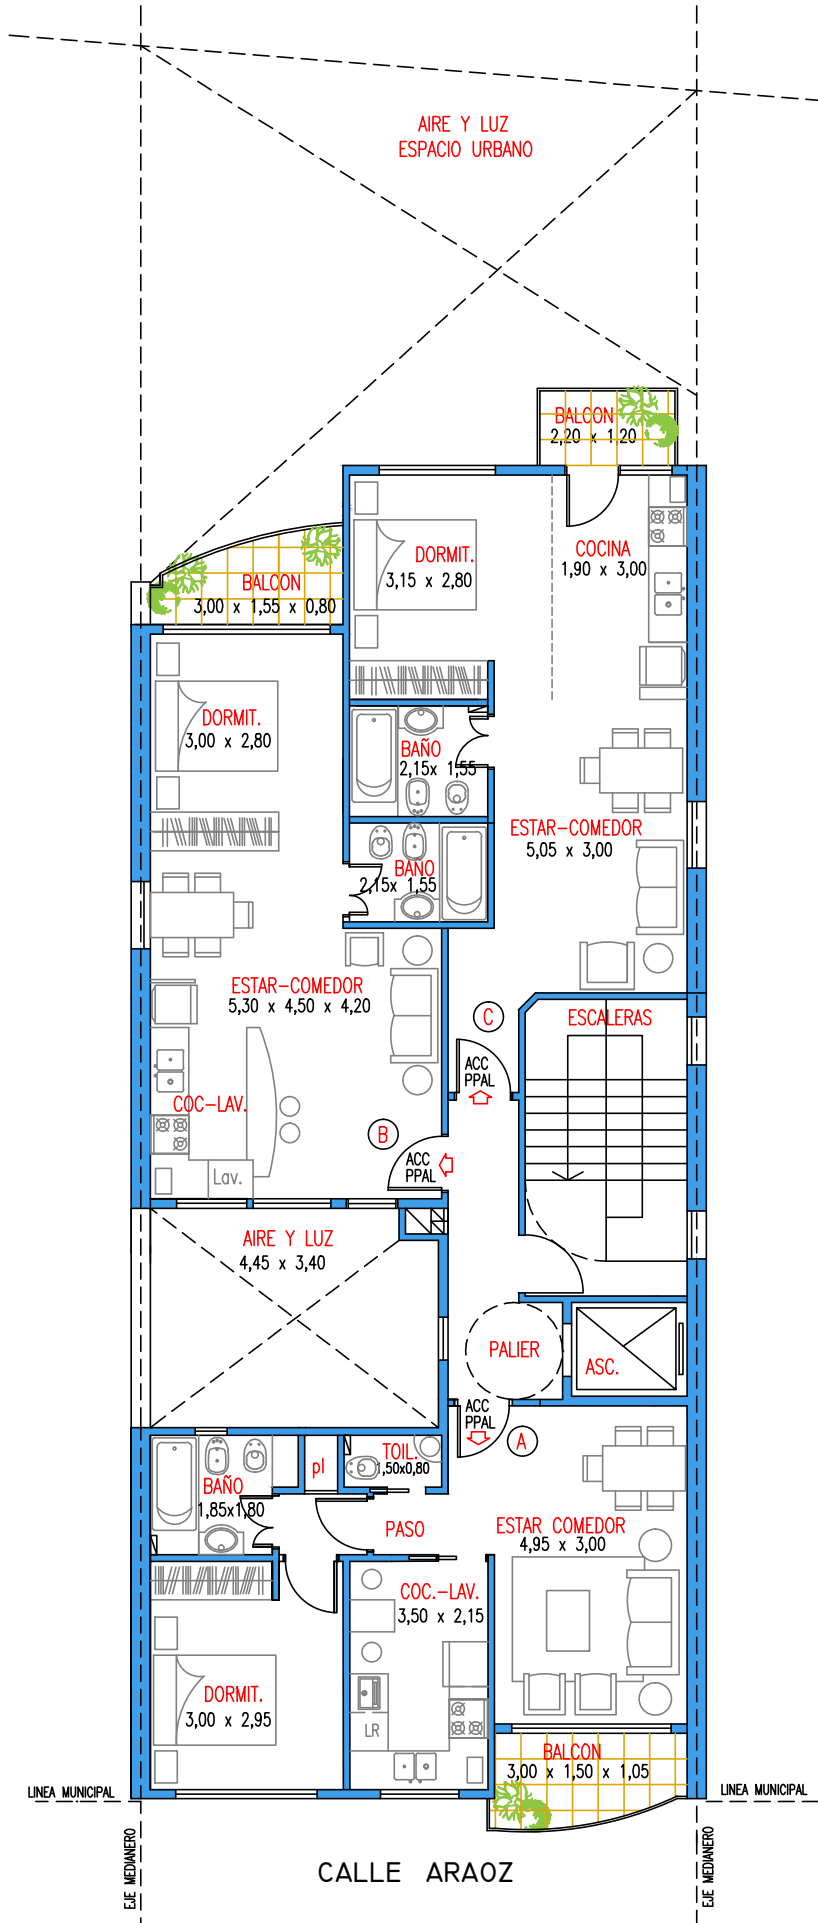 AIRE Y LUZ
ESPACIO URBANO
BALCON
2,20 x 1.20
DORMIT.
3,15 x 2,80
COCINA
1,90 x 3,00
BALCON
3,00 x 1,55 x 0,80
DORMIT.
3,00 x 2,80
BAÑO
2,15x 1,55
ESTAR-COMEDOR
5,05 x 3,00
BAÑO
2,15x 1,55
ESTAR-COMEDOR
5,30 x 4,50 x 4,20
C
ESCALERAS
ACC
PPAL
COC-LAV.
B
ACC
PPAL
Lav.
AIRE Y LUZ
4,45 x 3,40
PALIER
ASC.
ACC
PPAL
A
TOIL.
1,50x0,80
pl
BAÑO
1,85x1,80
PASO
ESTAR COMEDOR
4,95 x 3,00
COC.-LAV.
3,50 x 2,15
DORMIT.
3,00 x 2,95
LR
BALCON
3,00 x 1,50 x 1,05
LINEA MUNICIPAL
LINEA MUNICIPAL
EJE MEDIANERO
EJE MEDIANERO
CALLE ARAOZ